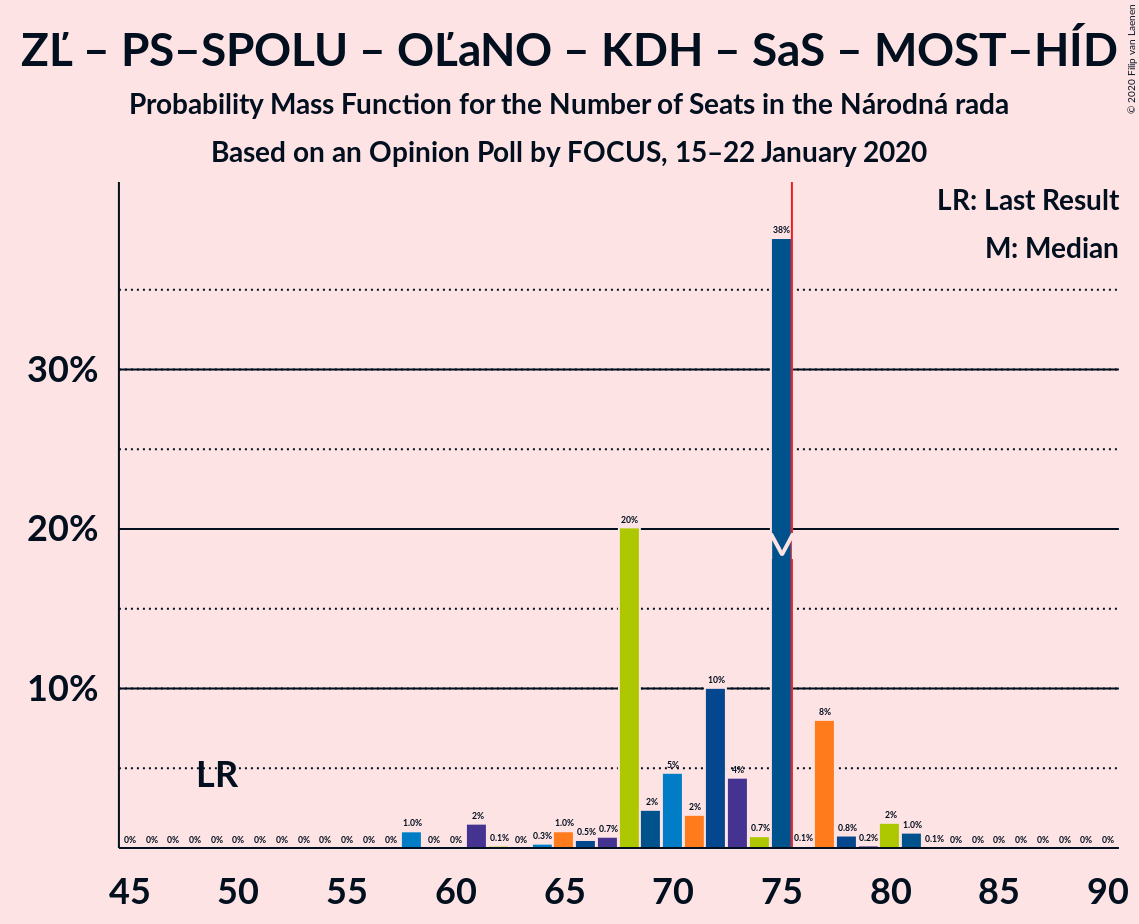 ZĽ – PS–SPOLU – OĽaNO – KDH – SaS – MOST–HÍD
Probability Mass Function for the Number of Seats in the Národná rada
Based on an Opinion Poll by FOCUS, 15–22 January 2020
© 2020 Filip van Laenen
LR: Last Result
M: Median
30%
20%
10%
LR
M
0% 0% 0% 0% 0% 0% 0% 0% 0% 0% 0% 0% 0% 1.0% 0% 0% 2% 0.1% 0% 0.3% 1.0% 0.5% 0.7% 20% 2% 5% 2% 10% 4% 0.7% 38% 0.1% 8% 0.8% 0.2% 2% 1.0% 0.1% 0% 0% 0% 0% 0% 0% 0% 0%
45 50 55 60 65 70 75 80 85 90